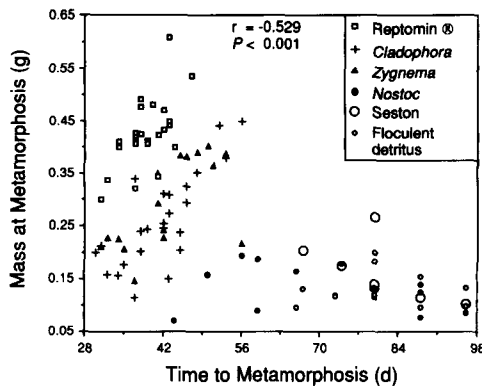 r = -0.529
P < 0.001
Reptomin ®
Cladophora
Zygnema
Nostoc
Seston
Floculent
detritus
Mass at Metamorphosis (g)
0.65
0.55
0.45
0.35
0.25
0.15
0.05
28 42 56 70 84 98
Time to Metamorphosis (d)